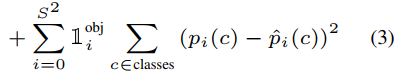 + \sum_{i=0}^{S^2} \mathbb{1}_i^{\text{obj}} \sum_{c \in \text{classes}} (p_i(c) - \hat{p}_i(c))^2 (3)